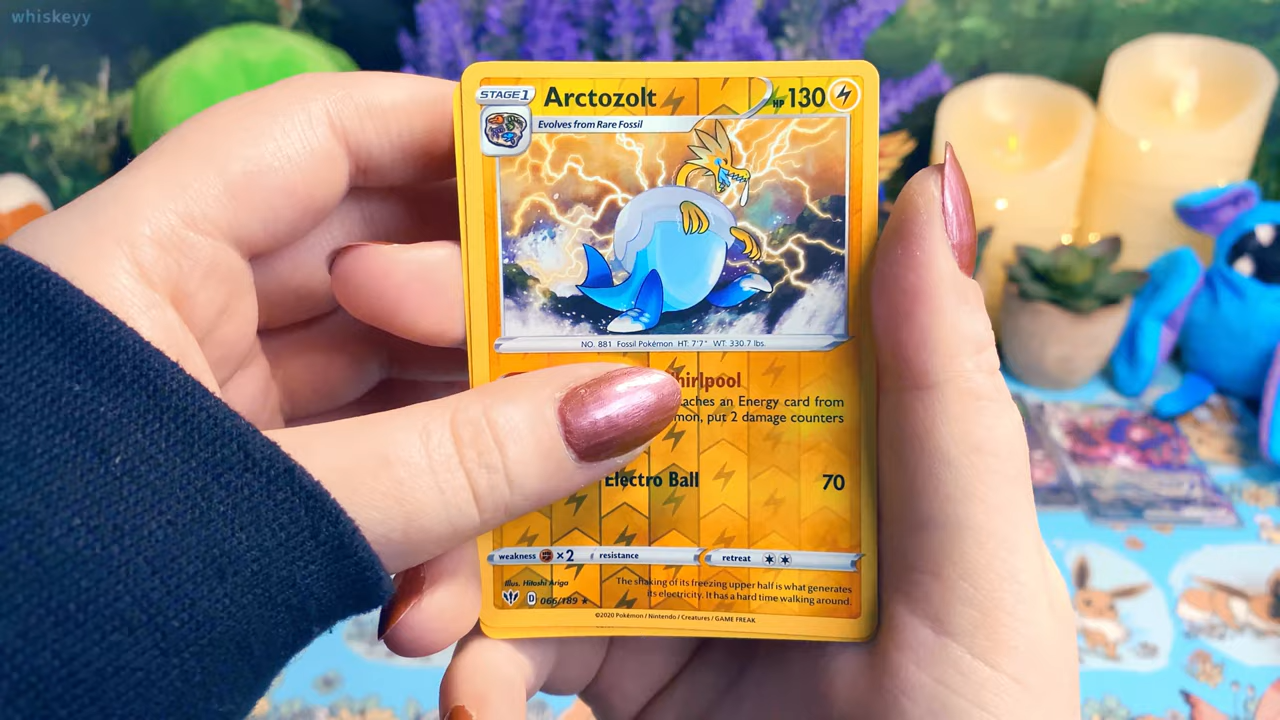 whiskeyy
STAGE 1
Arctozolt
HP 130
Evolves from Rare Fossil
NO. 881 Fossil Pokémon HT: 7'7" WT: 330.7 lbs.
an Energy card from
put 2 damage counters
Electro Ball 70
weakness ×2 resistance retreat
Illus. Hitoshi Ariga
The shaking of its freezing upper half is what generates
its electricity. It has a hard time walking around.
D 066/189 ★
©2020 Pokémon / Nintendo / Creatures / GAME FREAK